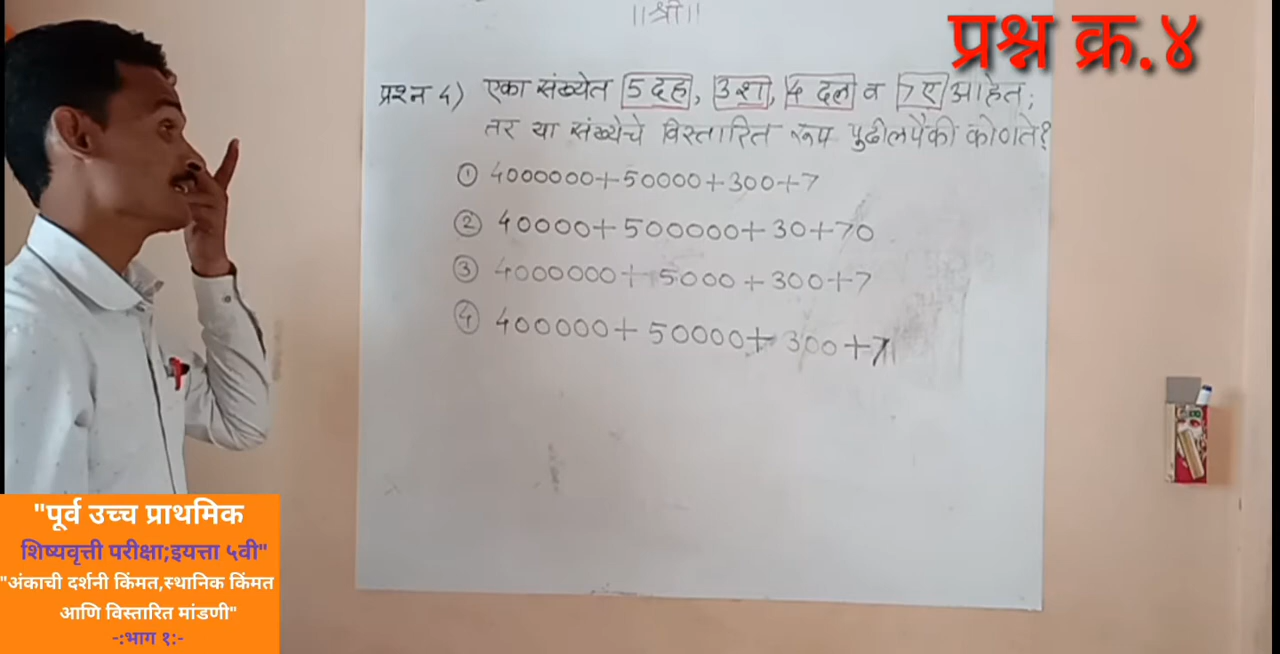 ॥श्री॥
प्रश्न क्र.४
प्रश्न 4) एका संख्येत 5 दह, 3 श, 4 दल व 7 ए आहेत;
तर या संख्येचे विस्तारित रूप पुढीलपैकी कोणते?
① 4000000+50000+300+7
② 40000+500000+30+70
③ 4000000+5000+300+7
④ 400000+50000+300+7
"पूर्व उच्च प्राथमिक
शिष्यवृत्ती परीक्षा;इयत्ता ५वी"
"अंकाची दर्शनी किंमत,स्थानिक किंमत
आणि विस्तारित मांडणी"
-:भाग १:-